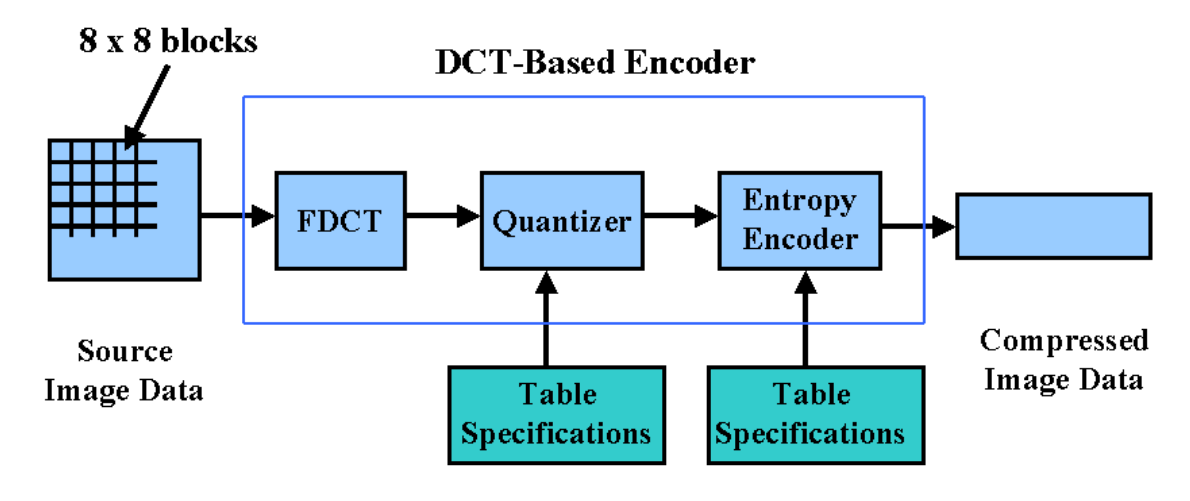 8 x 8 blocks
DCT-Based Encoder
FDCT
Quantizer
Entropy
Encoder
Source
Image Data
Table
Specifications
Table
Specifications
Compressed
Image Data